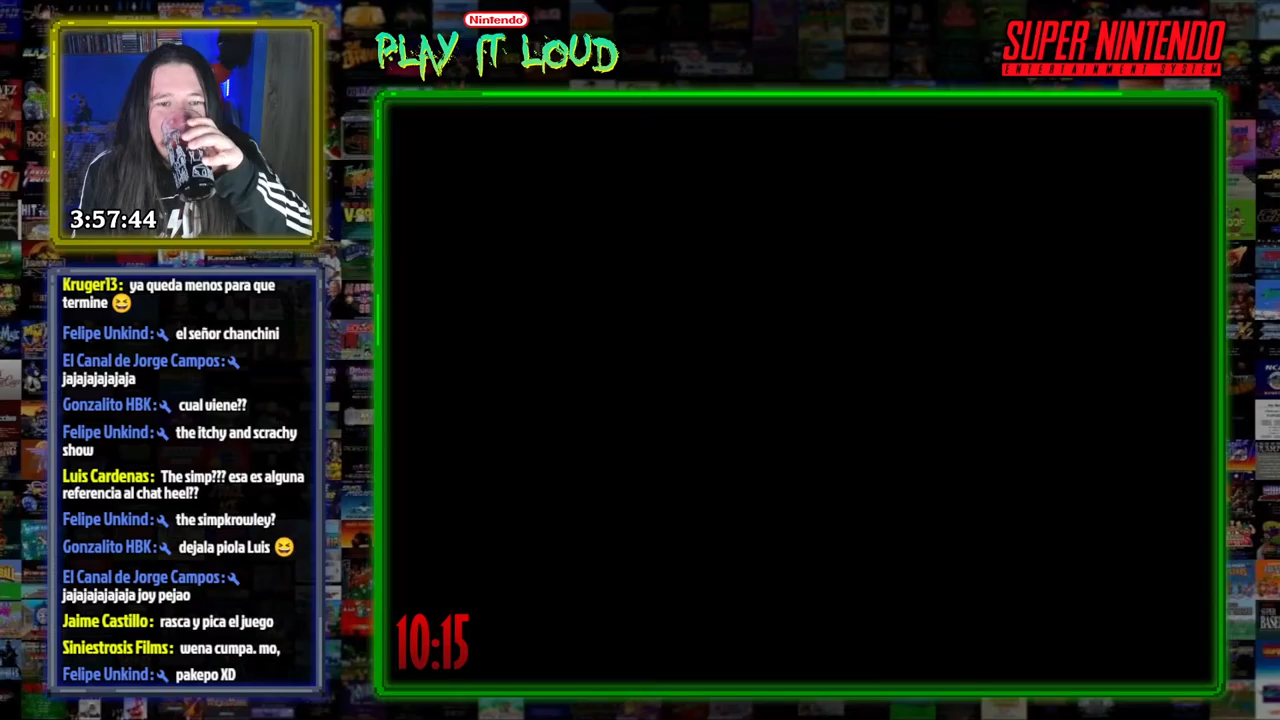 Nintendo
PLAY IT LOUD
SUPER NINTENDO
ENTERTAINMENT SYSTEM
3:57:44
Kruger13: ya queda menos para que
termine 😆
Felipe Unkind: el señor chanchini
El Canal de Jorge Campos:
jajajajajaja
Gonzalito HBK: cual viene??
Felipe Unkind: the itchy and scrachy
show
Luis Cardenas: The simp??? esa es alguna
referencia al chat heel??
Felipe Unkind: the simpkrowley?
Gonzalito HBK: dejala piola Luis 😆
El Canal de Jorge Campos:
jajajajajaja joy pejao
Jaime Castillo: rasca y pica el juego
Siniestrosis Films: wena cumpa. mo,
Felipe Unkind: pakepo XD
10:15